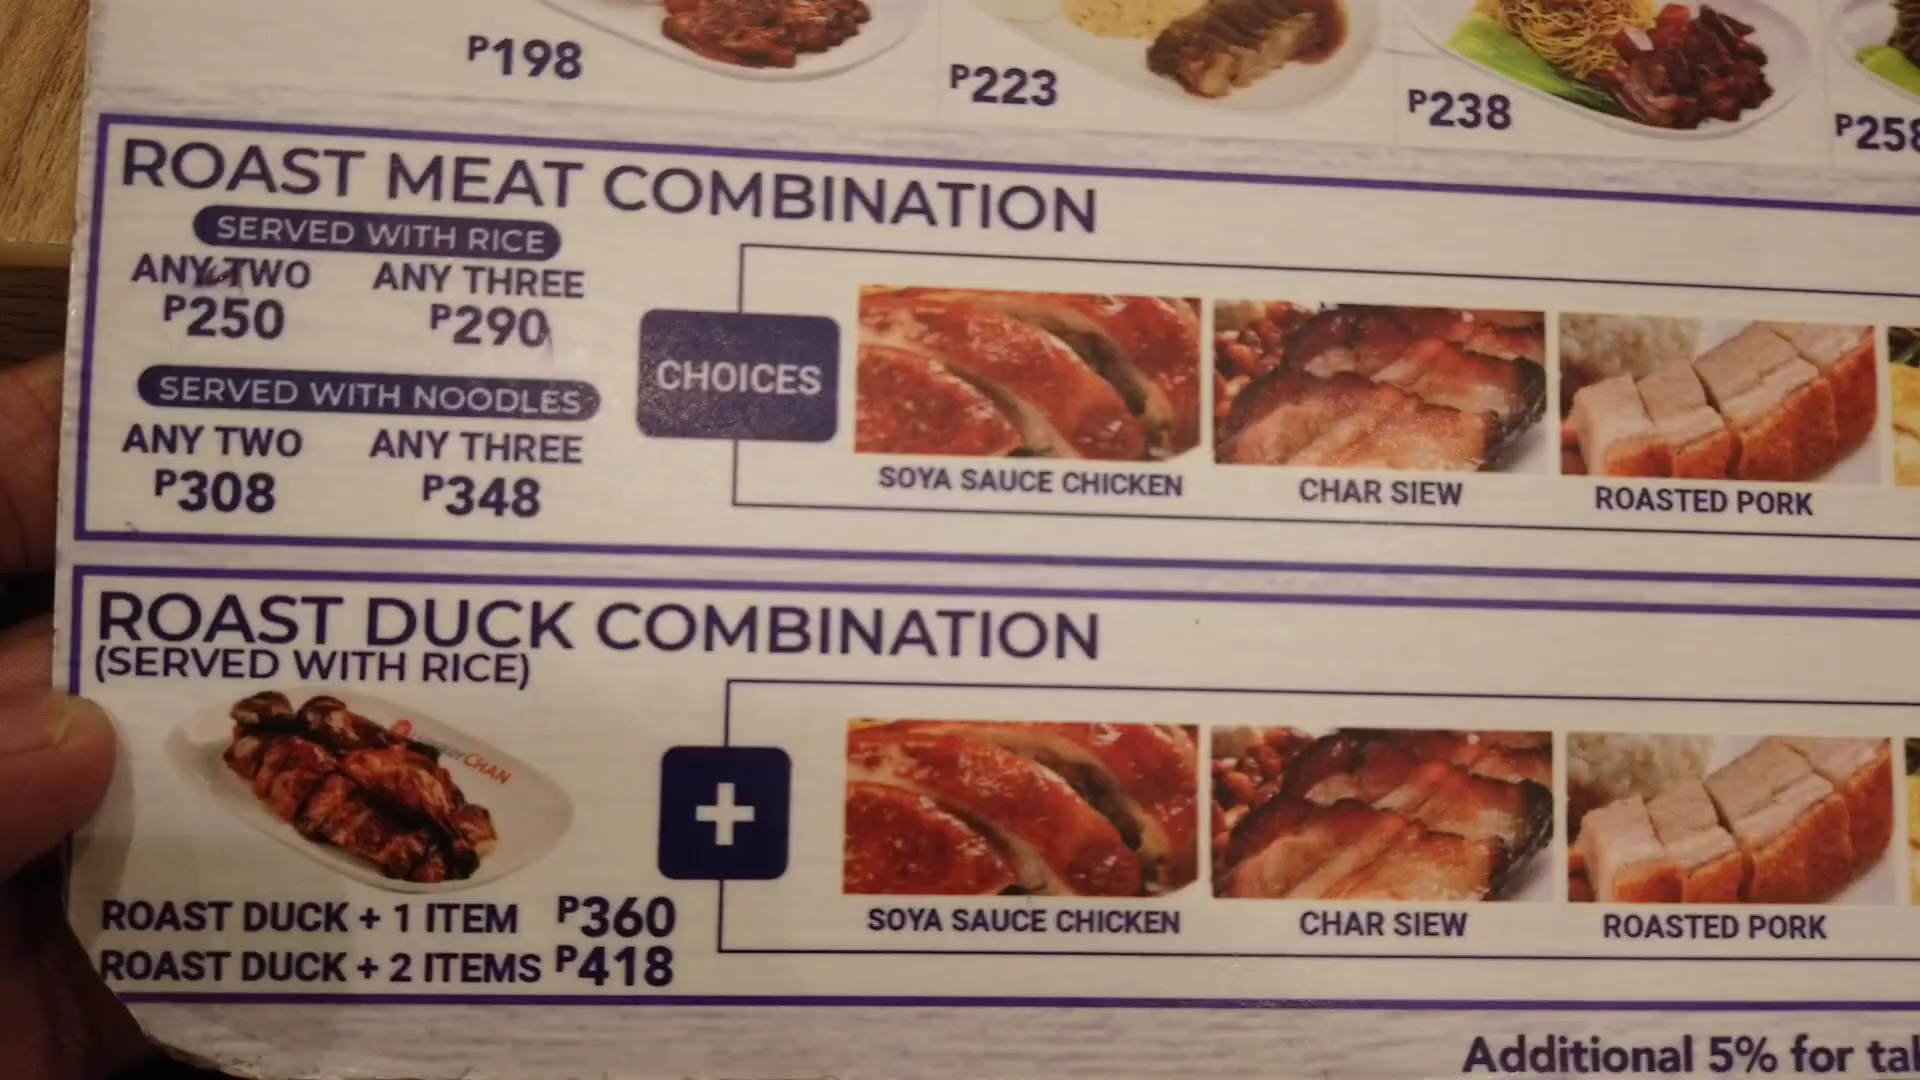 P198
P223
P238
ROAST MEAT COMBINATION
SERVED WITH RICE
ANY TWO ANY THREE
P250 P290
SERVED WITH NOODLES
ANY TWO ANY THREE
P308 P348
CHOICES
SOYA SAUCE CHICKEN
CHAR SIEW
ROASTED PORK
ROAST DUCK COMBINATION
(SERVED WITH RICE)
CHAN
+
ROAST DUCK + 1 ITEM P360
ROAST DUCK + 2 ITEMS P418
SOYA SAUCE CHICKEN
CHAR SIEW
ROASTED PORK
Additional 5% for